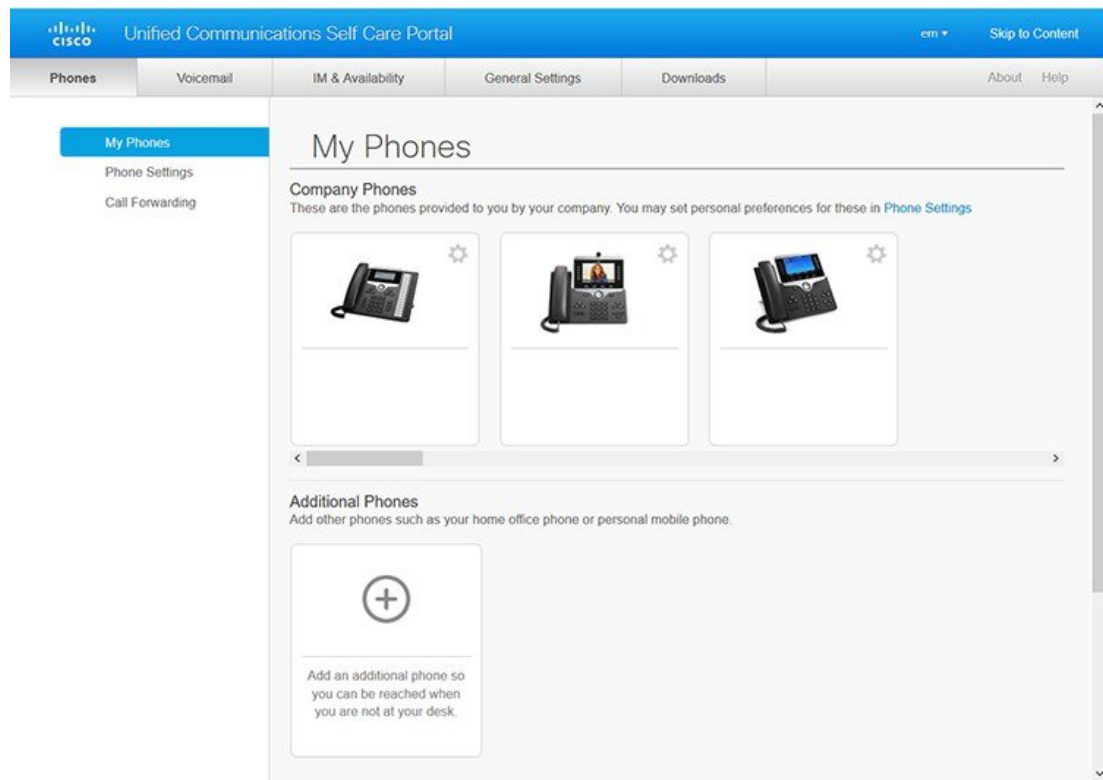 cisco Unified Communications Self Care Portal em Skip to Content
Phones Voicemail IM & Availability General Settings Downloads About Help
My Phones
Phone Settings
Call Forwarding
My Phones
Company Phones
These are the phones provided to you by your company. You may set personal preferences for these in Phone Settings
Additional Phones
Add other phones such as your home office phone or personal mobile phone.
Add an additional phone so
you can be reached when
you are not at your desk.